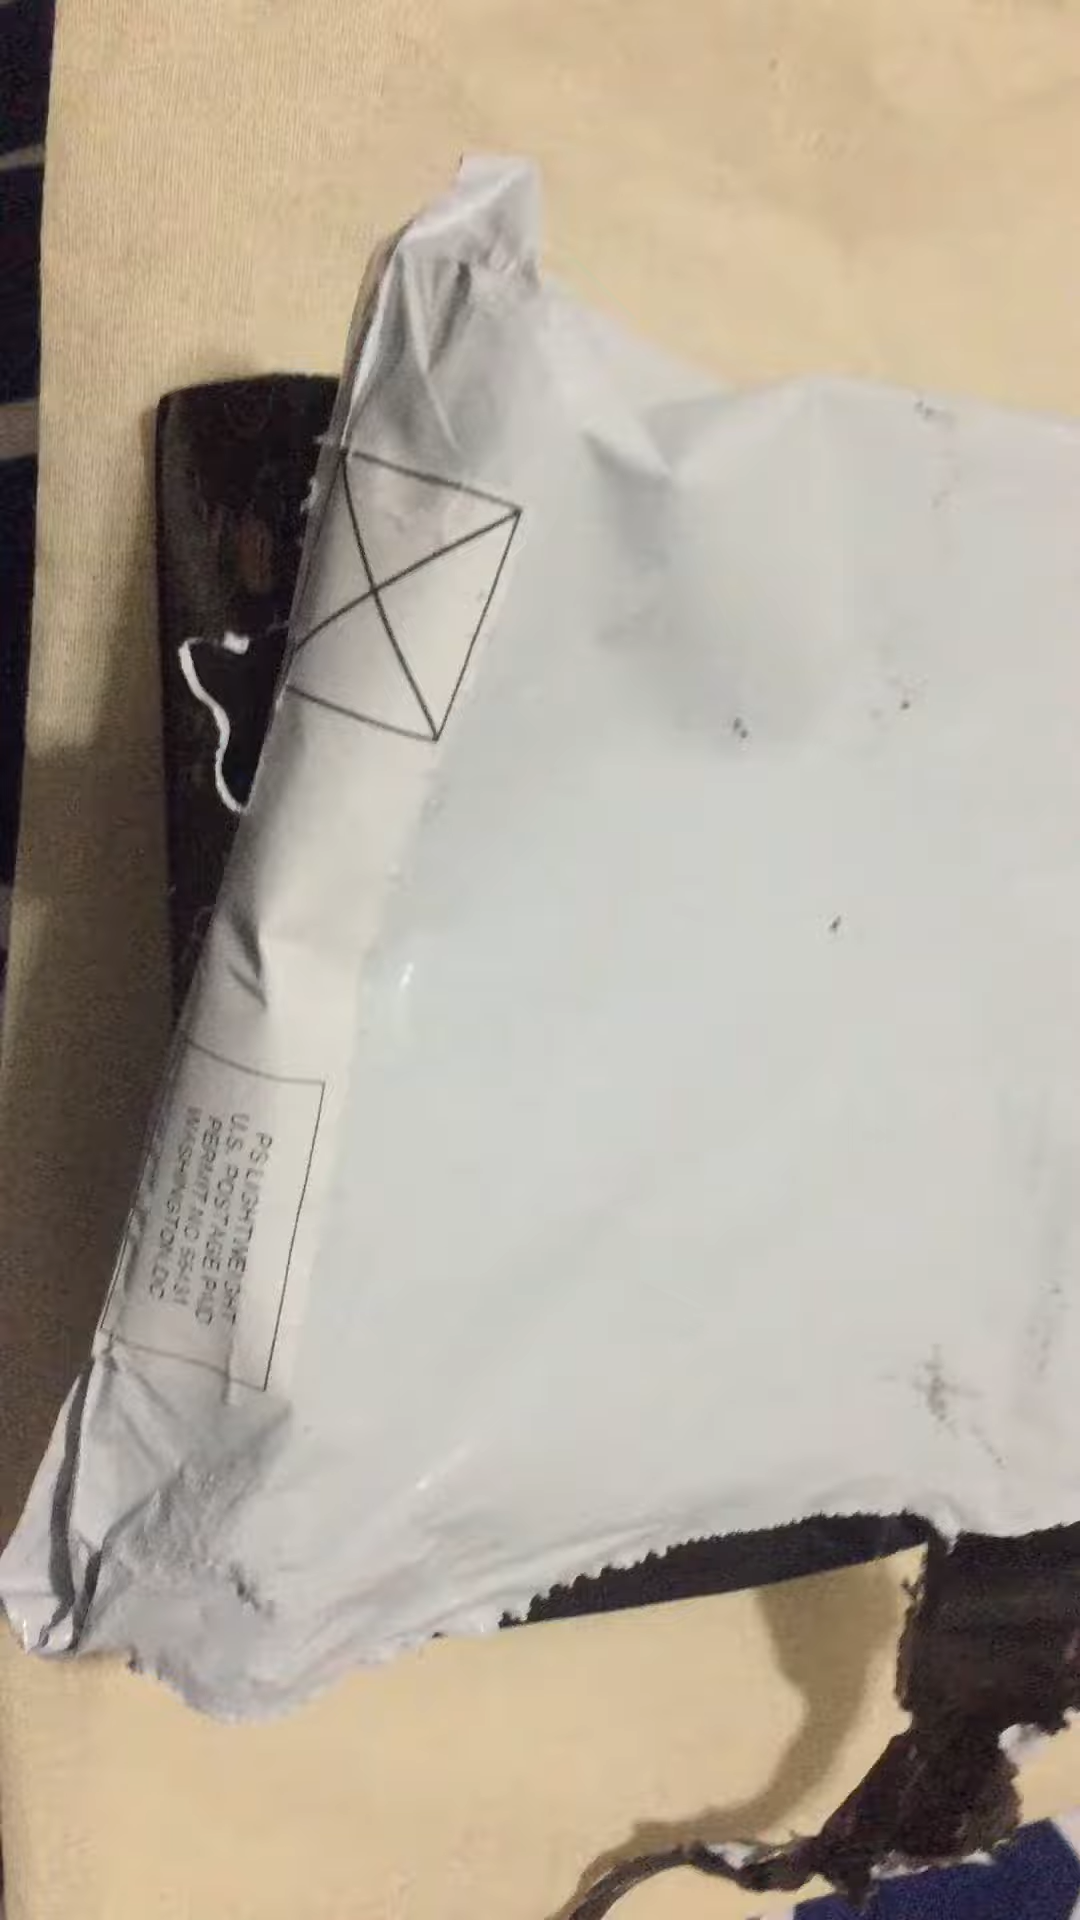 PS LIGHTWEIGHT
U.S. POSTAGE PAID
PERMIT NO
WASHINGTON, DC